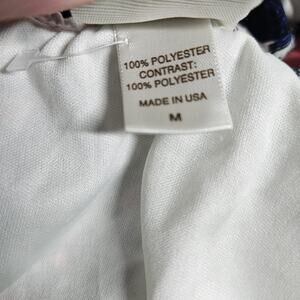 100% POLYESTER
CONTRAST:
100% POLYESTER
MADE IN USA
M